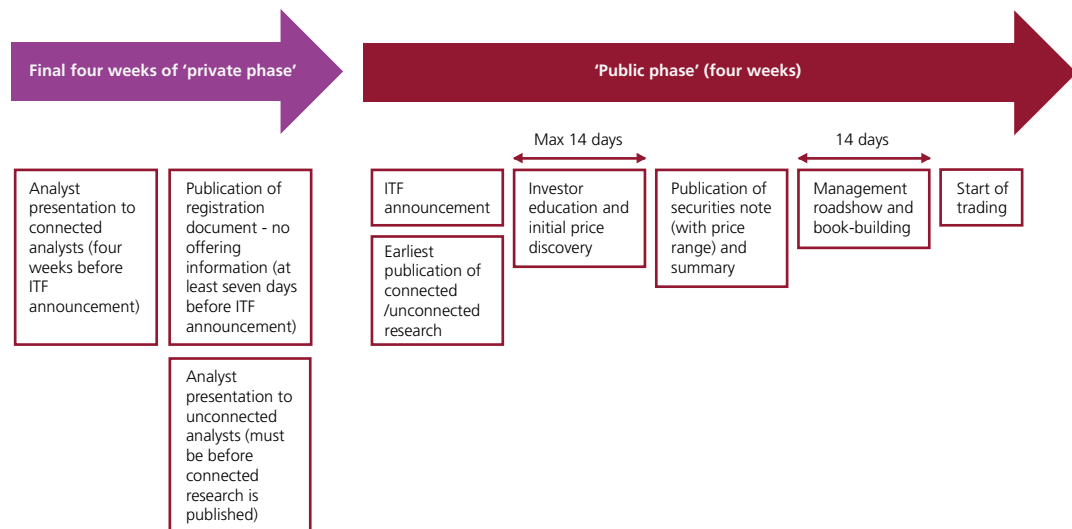 Final four weeks of ‘private phase’
‘Public phase’ (four weeks)
Max 14 days
14 days
Analyst
presentation to
connected
analysts (four
weeks before
ITF
announcement)
Publication of
registration
document - no
offering
information (at
least seven days
before ITF
announcement)
Analyst
presentation to
unconnected
analysts (must
be before
connected
research is
published)
ITF
announcement
Earliest
publication of
connected
/unconnected
research
Investor
education and
initial price
discovery
Publication of
securities note
(with price
range) and
summary
Management
roadshow and
book-building
Start of
trading